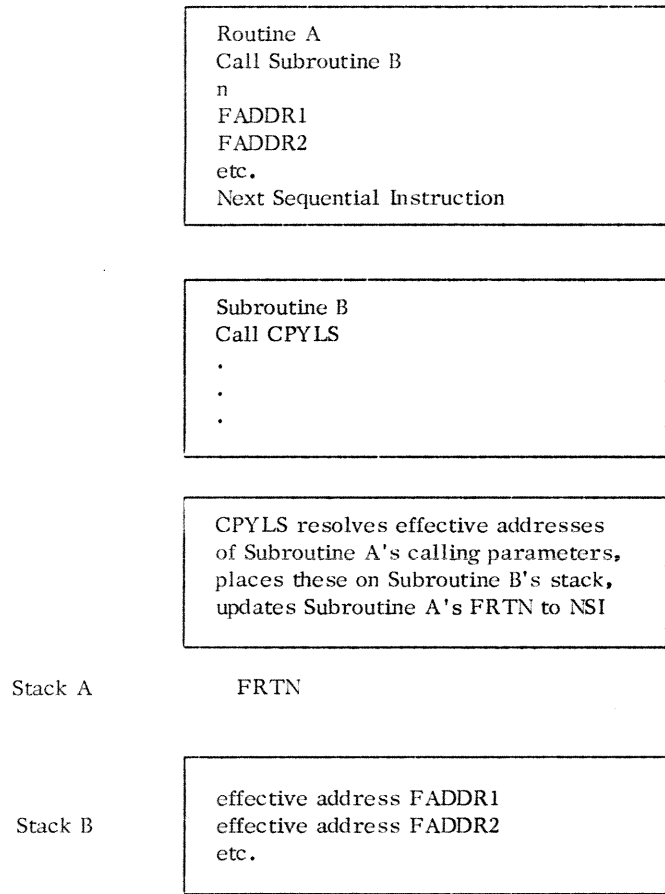 Routine A
Call Subroutine B
n
FADDR1
FADDR2
etc.
Next Sequential Instruction
Subroutine B
Call CPYLS
.
.
.
CPYLS resolves effective addresses
of Subroutine A's calling parameters,
places these on Subroutine B's stack,
updates Subroutine A's FRTN to NSI
Stack A FRTN
effective address FADDR1
Stack B effective address FADDR2
etc.